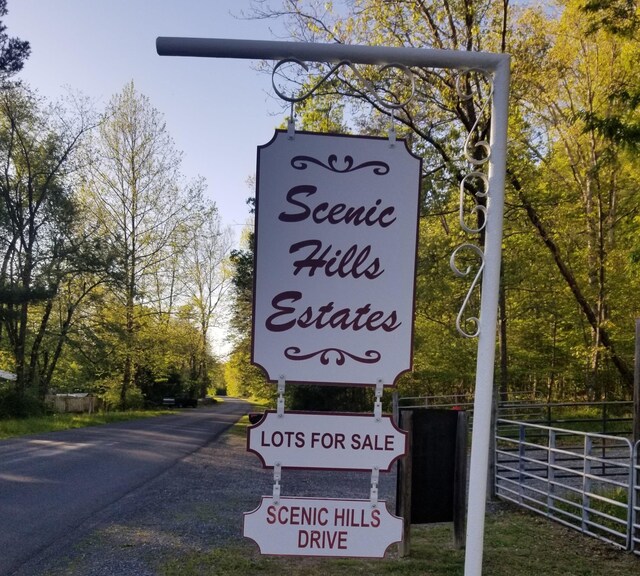 Scenic
Hills
Estates
LOTS FOR SALE
SCENIC HILLS
DRIVE